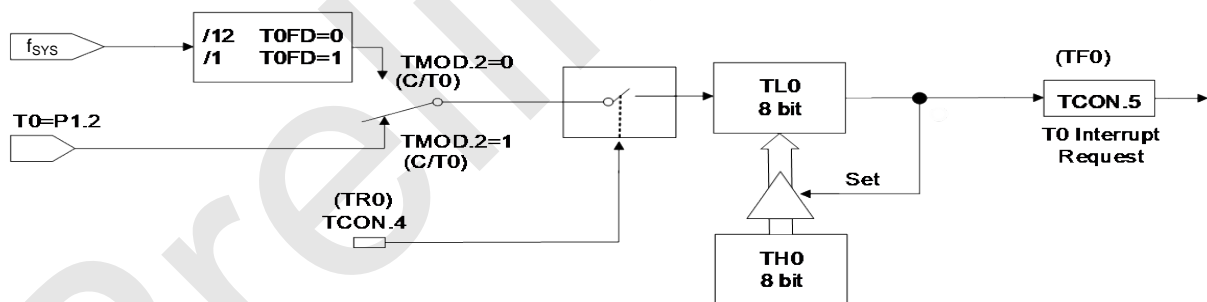 fSYS
/12 T0FD=0
/1 T0FD=1
TMOD.2=0
(C/T0)
T0=P1.2
TMOD.2=1
(C/T0)
(TR0)
TCON.4
TL0
8 bit
Set
TH0
8 bit
(TF0)
TCON.5
T0 Interrupt
Request